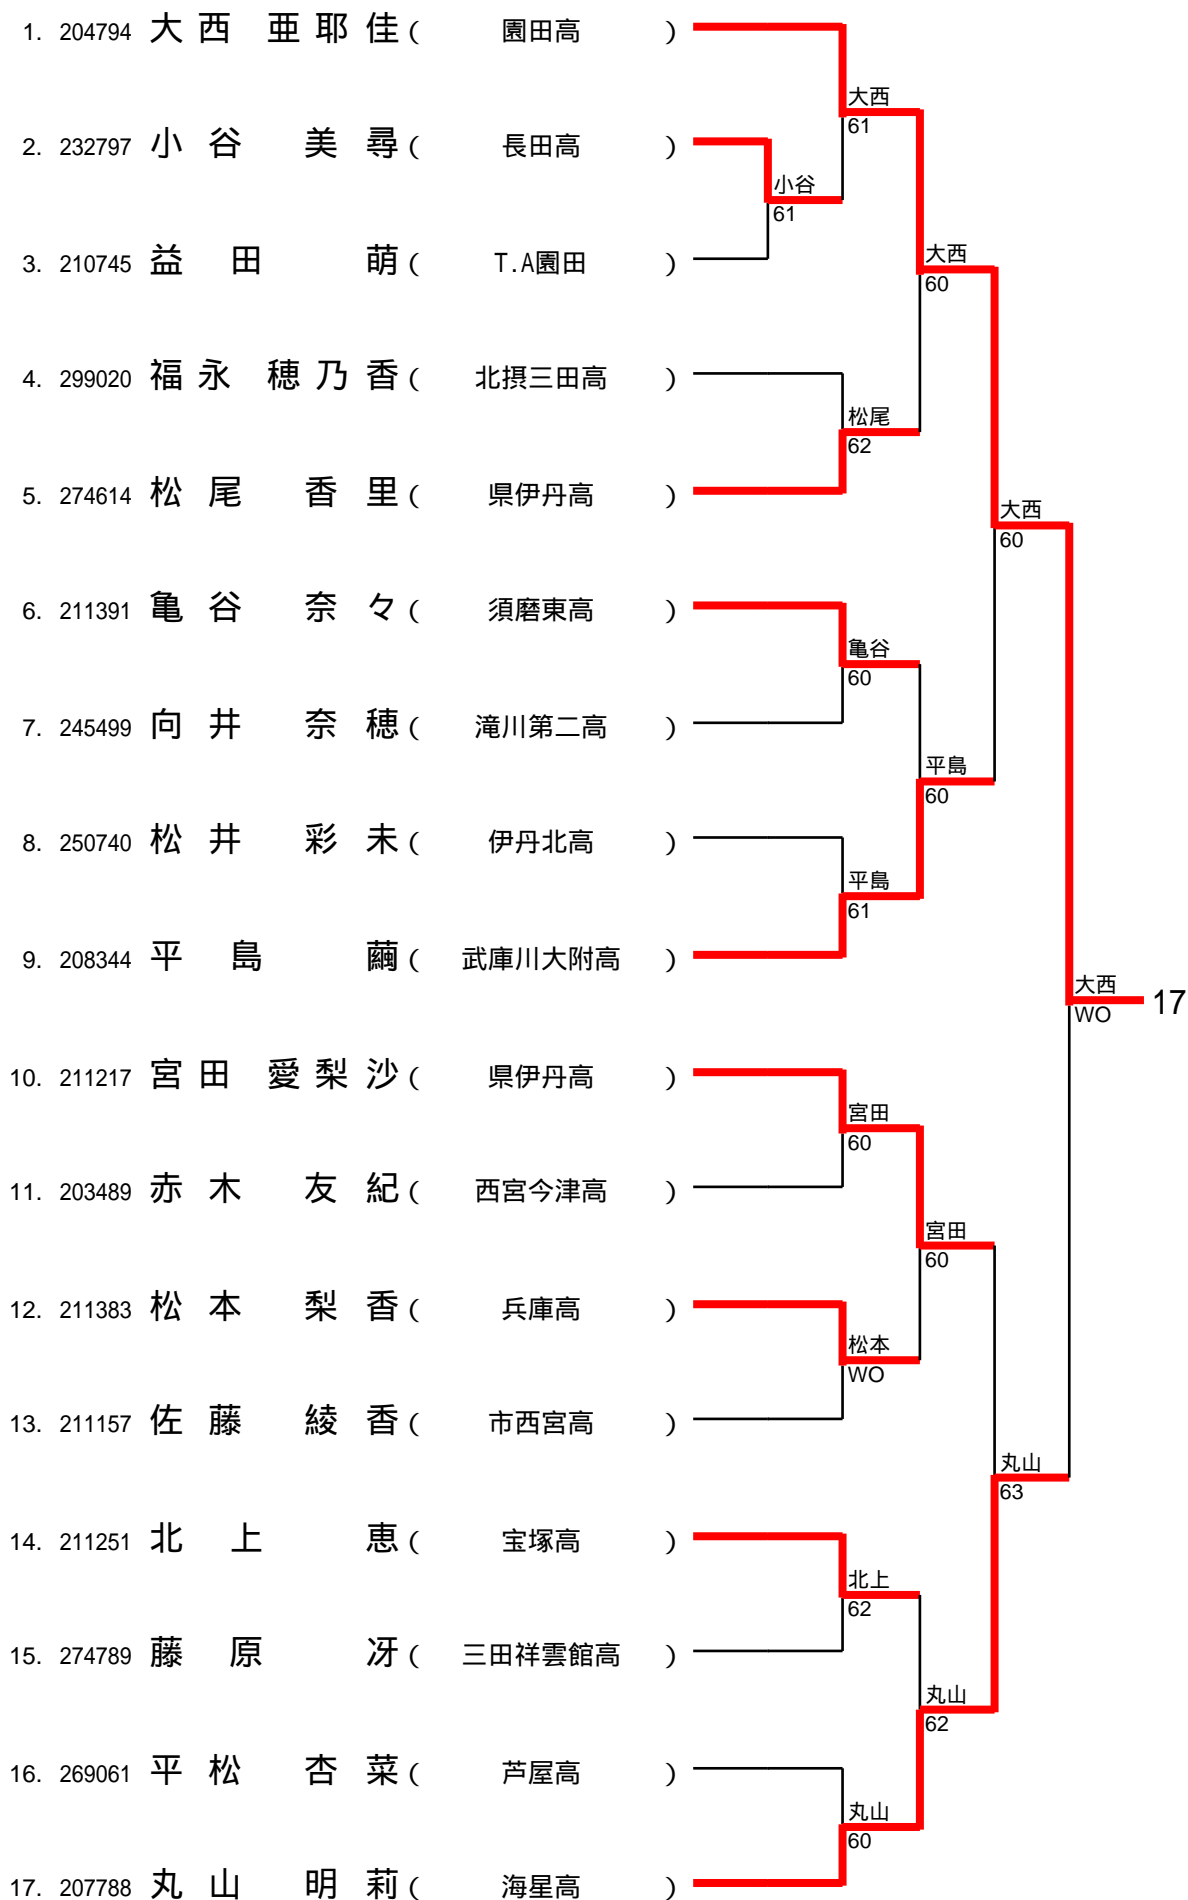 1. 204794 大西 亜耶佳 ( 園田高 )
大西
61
2. 232797 小谷 美尋 ( 長田高 )
小谷
61
3. 210745 益田 萌 ( T.A園田 )
大西
60
4. 299020 福永 穂乃香 ( 北摂三田高 )
松尾
62
5. 274614 松尾 香里 ( 県伊丹高 )
大西
60
6. 211391 亀谷 奈々 ( 須磨東高 )
亀谷
60
7. 245499 向井 奈穂 ( 滝川第二高 )
平島
60
8. 250740 松井 彩未 ( 伊丹北高 )
平島
61
9. 208344 平島 繭 ( 武庫川大附高 )
大西
WO
17
10. 211217 宮田 愛梨沙 ( 県伊丹高 )
宮田
60
11. 203489 赤木 友紀 ( 西宮今津高 )
宮田
60
12. 211383 松本 梨香 ( 兵庫高 )
松本
WO
13. 211157 佐藤 綾香 ( 市西宮高 )
丸山
63
14. 211251 北上 恵 ( 宝塚高 )
北上
62
15. 274789 藤原 冴 ( 三田祥雲館高 )
丸山
62
16. 269061 平松 杏菜 ( 芦屋高 )
丸山
60
17. 207788 丸山 明莉 ( 海星高 )